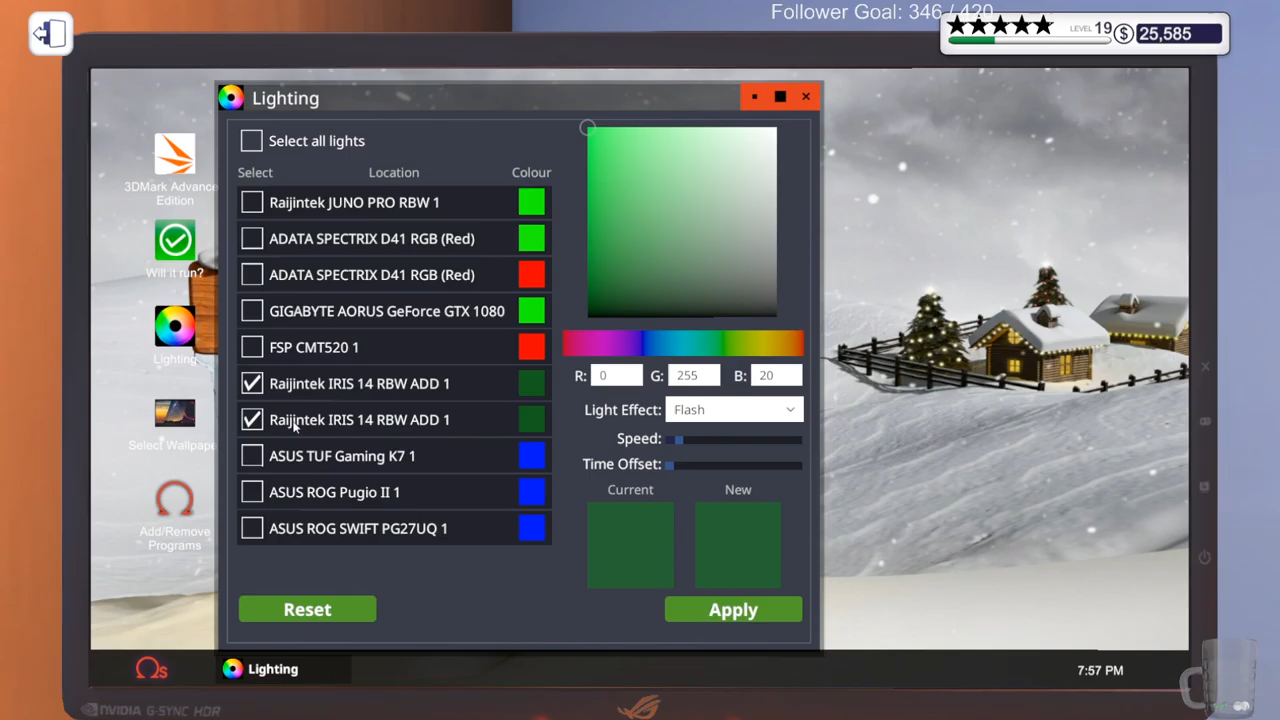 Follower Goal: 346 / 420
LEVEL 19
$ 25,585
Lighting
Select all lights
Select Location Colour
Raijintek JUNO PRO RBW 1
ADATA SPECTRIX D41 RGB (Red)
ADATA SPECTRIX D41 RGB (Red)
GIGABYTE AORUS GeForce GTX 1080
FSP CMT520 1
Raijintek IRIS 14 RBW ADD 1
Raijintek IRIS 14 RBW ADD 1
ASUS TUF Gaming K7 1
ASUS ROG Pugio II 1
ASUS ROG SWIFT PG27UQ 1
Reset
R: 0 G: 255 B: 20
Light Effect: Flash
Speed:
Time Offset:
Current New
Apply
3DMark Advance
Edition
Will it run?
Lighting
Select Wallpape
Add/Remove
Programs
Ωs
Lighting
7:57 PM
NVIDIA G-SYNC HDR